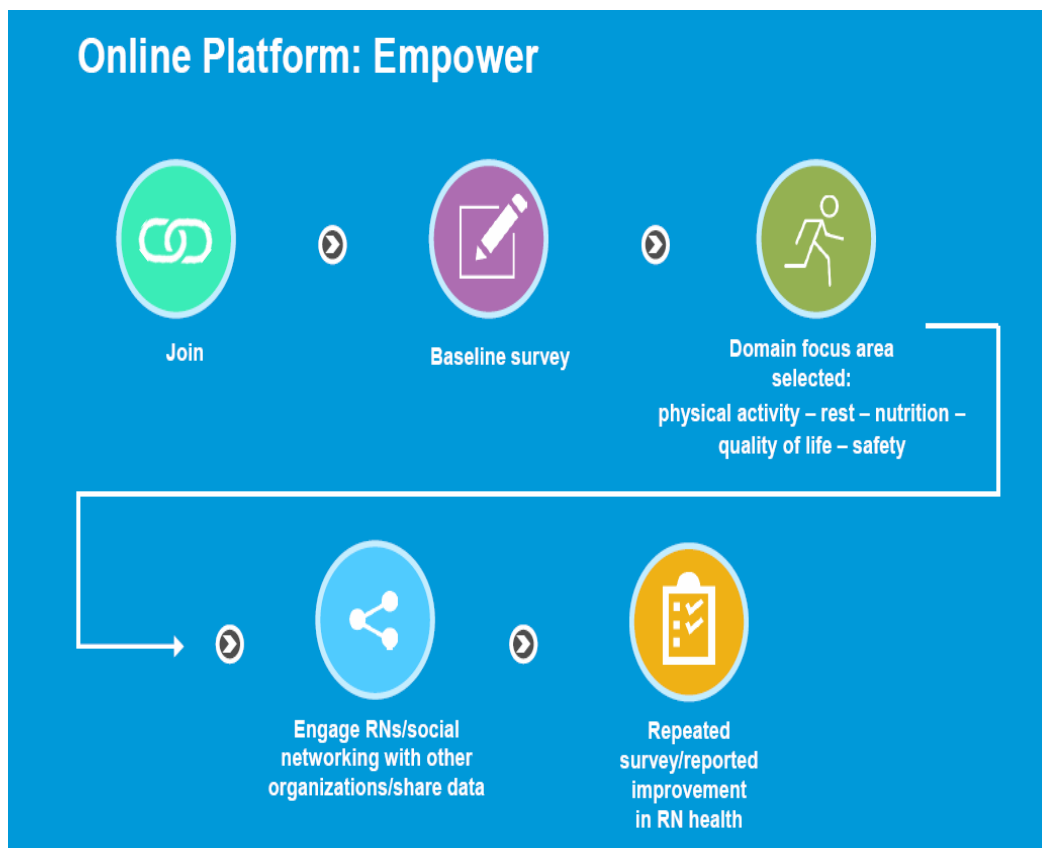 Online Platform: Empower
Join
Baseline survey
Domain focus area
selected:
physical activity – rest – nutrition –
quality of life – safety
Engage RNs/social
networking with other
organizations/share data
Repeated
survey/reported
improvement
in RN health